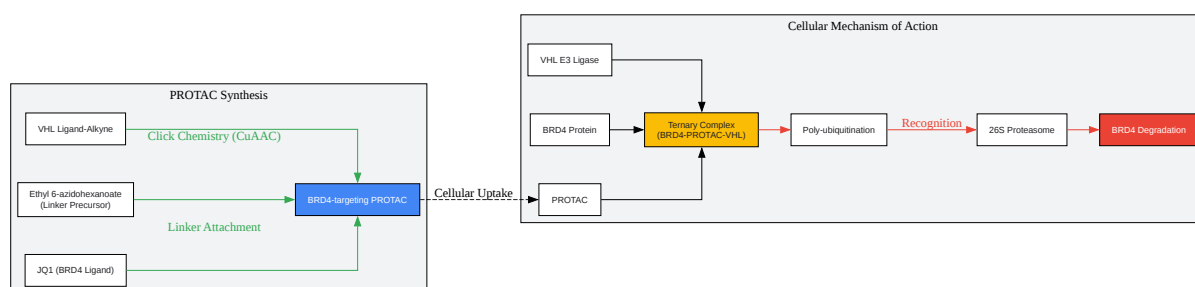 PROTAC Synthesis
VHL Ligand-Alkyne
Click Chemistry (CuAAC)
Ethyl 6-azidohexanoate
(Linker Precursor)
BRD4-targeting PROTAC
Linker Attachment
JQ1 (BRD4 Ligand)
Cellular Uptake
Cellular Mechanism of Action
VHL E3 Ligase
BRD4 Protein
Ternary Complex
(BRD4-PROTAC-VHL)
Poly-ubiquitination
Recognition
26S Proteasome
BRD4 Degradation
PROTAC